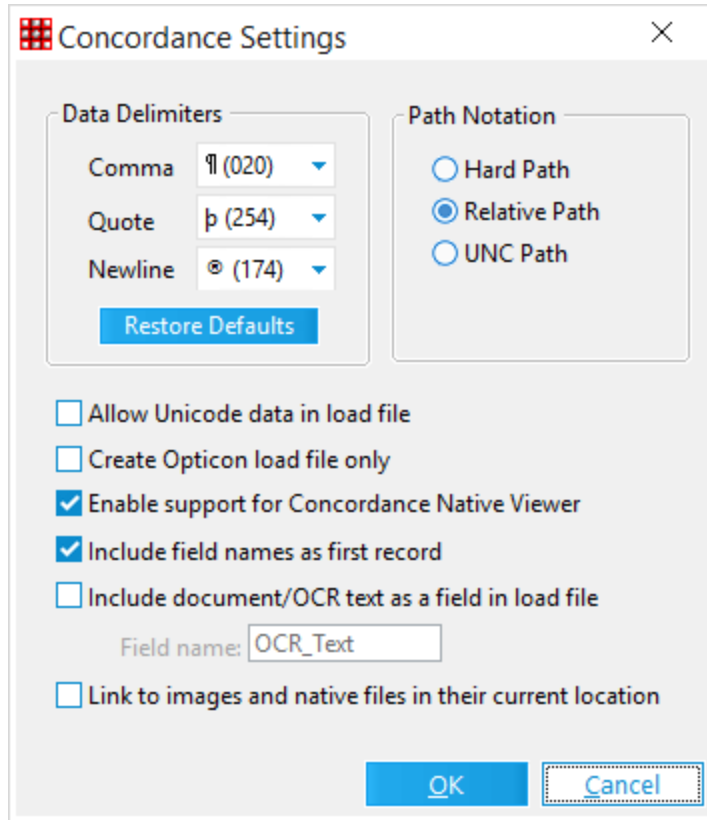 Concordance Settings
Data Delimiters
Comma ¶ (020)
Quote þ (254)
Newline ® (174)
Restore Defaults
Path Notation
Hard Path
Relative Path
UNC Path
Allow Unicode data in load file
Create Opticon load file only
Enable support for Concordance Native Viewer
Include field names as first record
Include document/OCR text as a field in load file
Field name: OCR_Text
Link to images and native files in their current location
OK Cancel